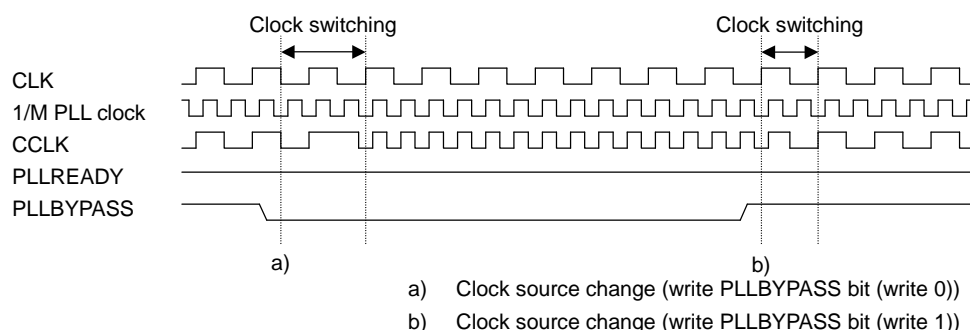 Clock switching Clock switching
CLK
1/M PLL clock
CCLK
PLLREADY
PLLBYPASS
a) b)
a) Clock source change (write PLLBYPASS bit (write 0))
b) Clock source change (write PLLBYPASS bit (write 1))